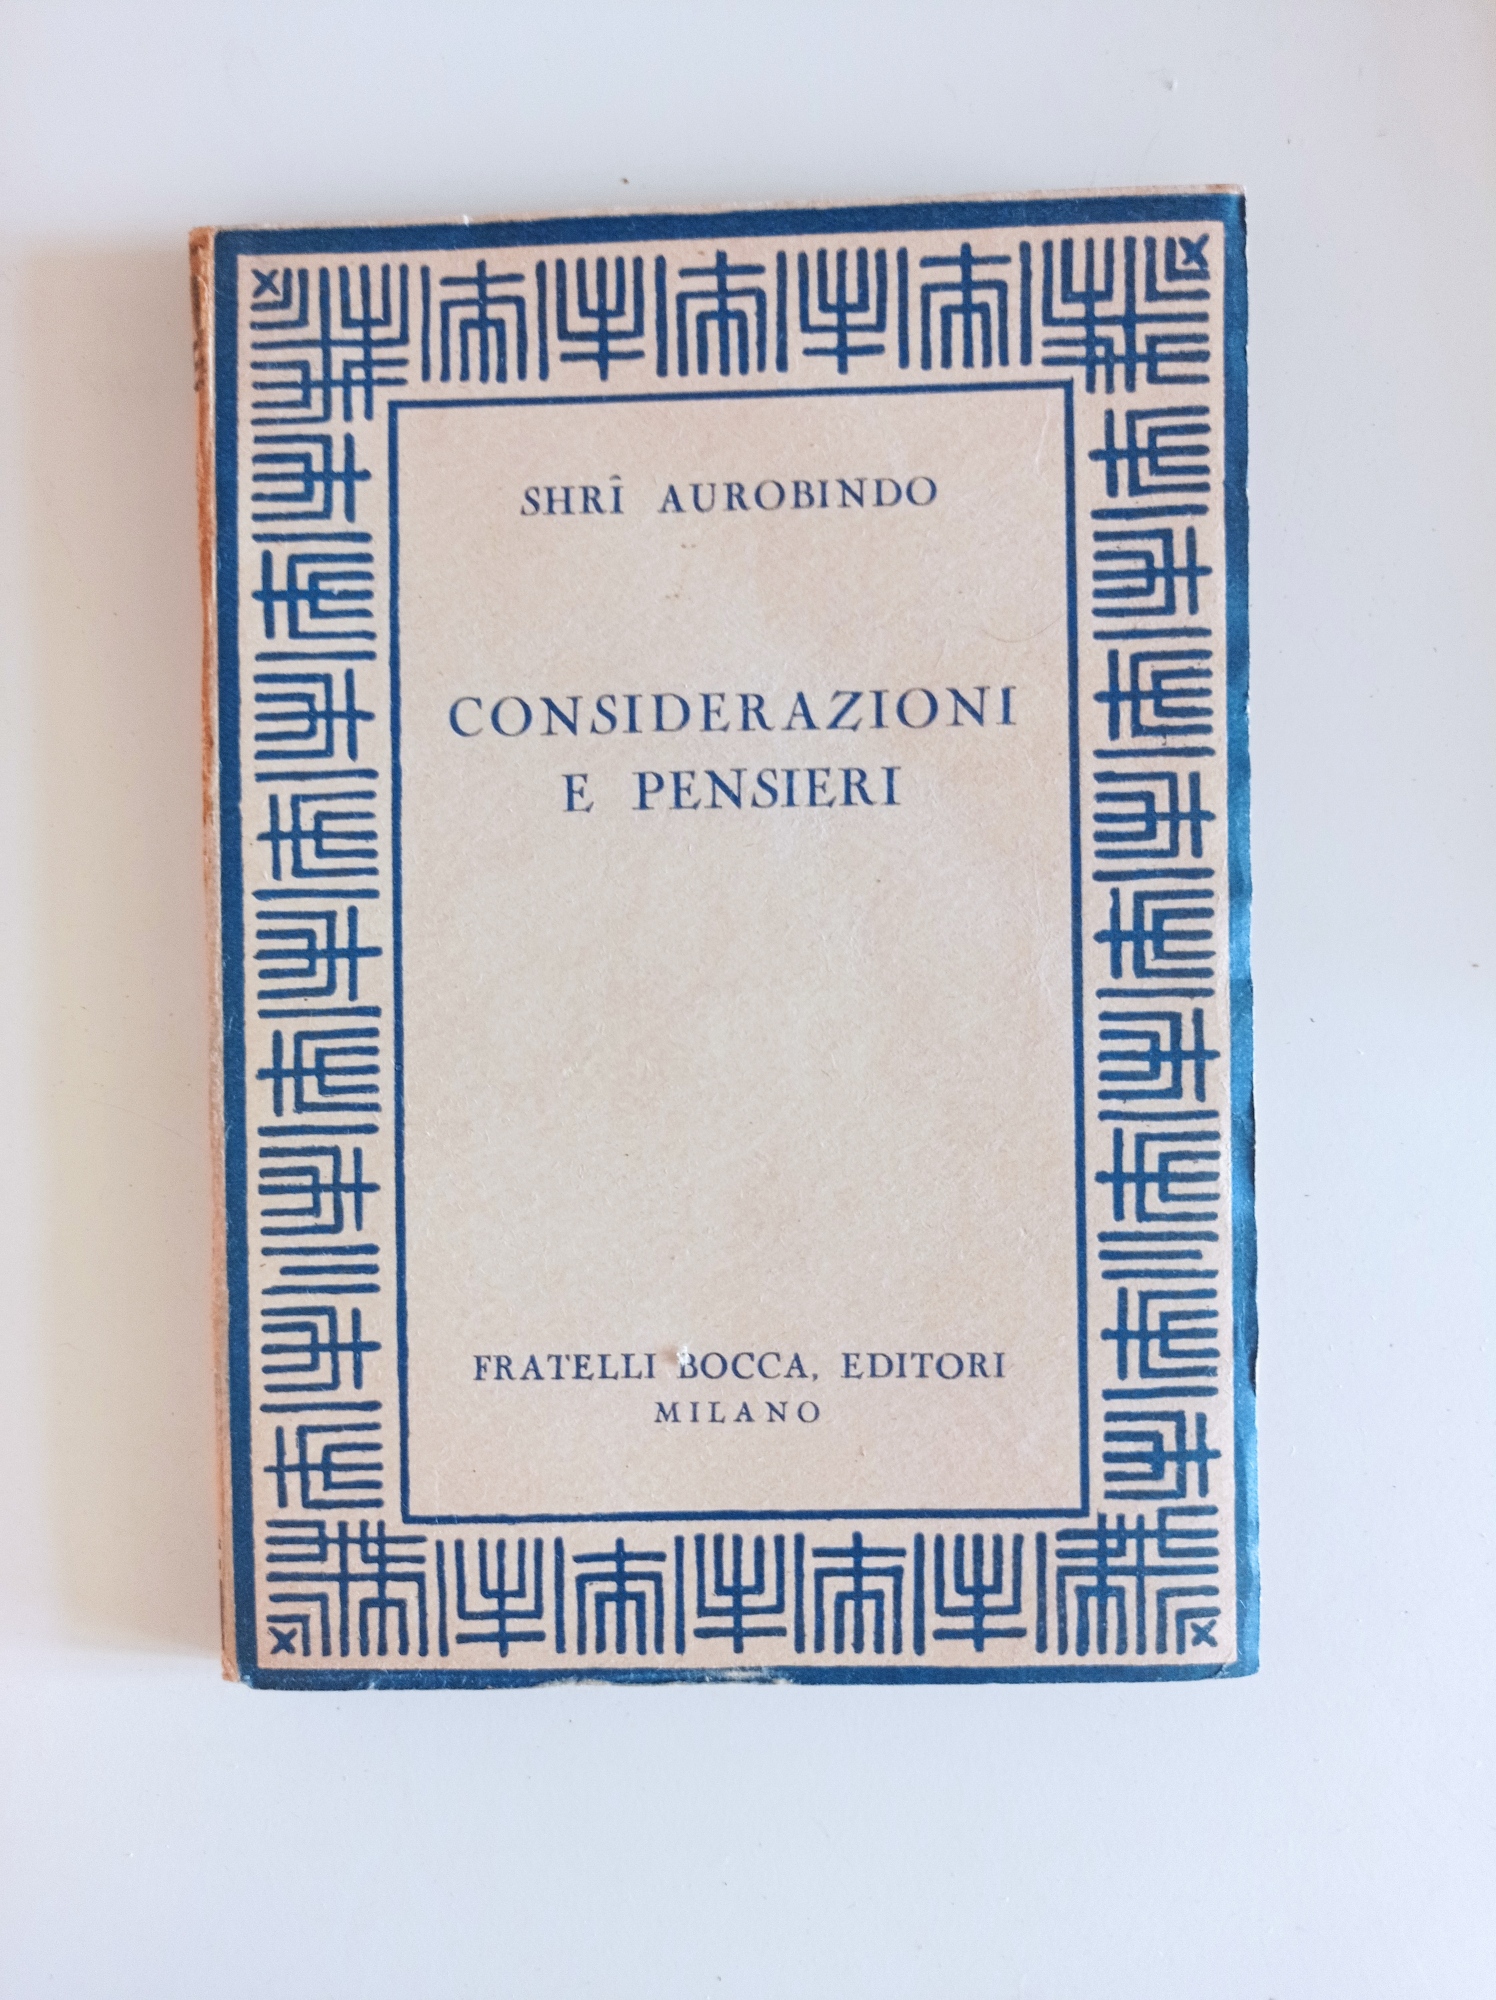 SHRÎ AUROBINDO
CONSIDERAZIONI
E PENSIERI
FRATELLI BOCCA, EDITORI
MILANO